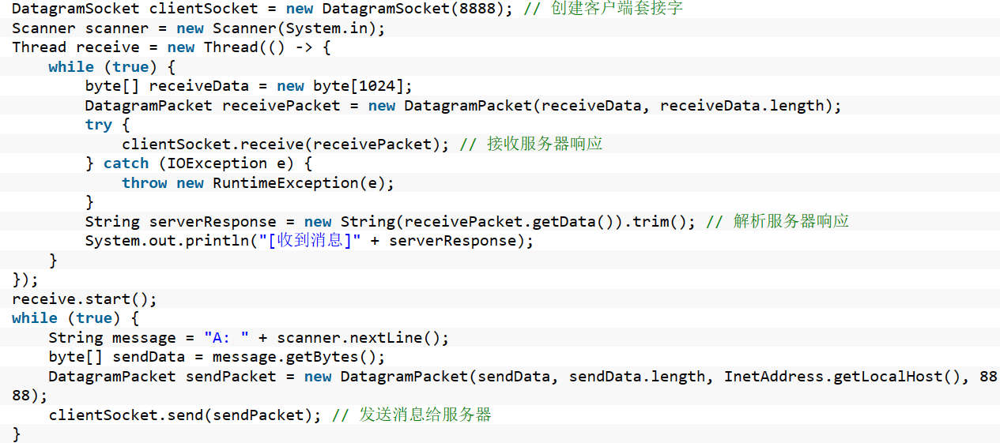 DatagramSocket clientSocket = new DatagramSocket(8888); // 创建客户端套接字
Scanner scanner = new Scanner(System.in);
Thread receive = new Thread(() -> {
    while (true) {
        byte[] receiveData = new byte[1024];
        DatagramPacket receivePacket = new DatagramPacket(receiveData, receiveData.length);
        try {
            clientSocket.receive(receivePacket); // 接收服务器响应
        } catch (IOException e) {
            throw new RuntimeException(e);
        }
        String serverResponse = new String(receivePacket.getData()).trim(); // 解析服务器响应
        System.out.println("[收到消息]" + serverResponse);
    }
});
receive.start();
while (true) {
    String message = "A: " + scanner.nextLine();
    byte[] sendData = message.getBytes();
    DatagramPacket sendPacket = new DatagramPacket(sendData, sendData.length, InetAddress.getLocalHost(), 88
88);
    clientSocket.send(sendPacket); // 发送消息给服务器
}